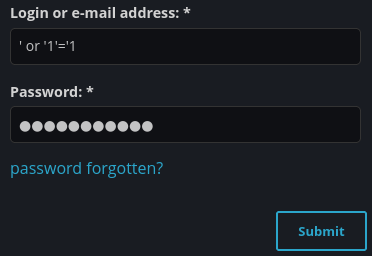 Login or e-mail address: *
' or '1'='1
Password: *
●●●●●●●●●●●
password forgotten?
Submit